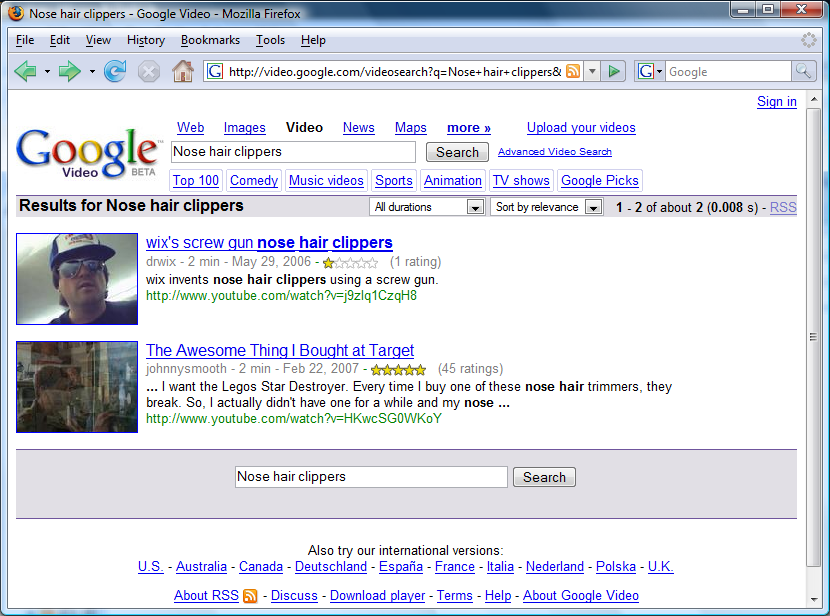 Nose hair clippers - Google Video - Mozilla Firefox
File Edit View History Bookmarks Tools Help
http://video.google.com/videosearch?q=Nose+hair+clippers& Google
Sign in
Web Images Video News Maps more » Upload your videos
Google™
Video BETA
Nose hair clippers Search Advanced Video Search
Top 100 Comedy Music videos Sports Animation TV shows Google Picks
Results for Nose hair clippers All durations Sort by relevance 1 - 2 of about 2 (0.008 s) - RSS
wix's screw gun nose hair clippers
drwix - 2 min - May 29, 2006 - (1 rating)
wix invents nose hair clippers using a screw gun.
http://www.youtube.com/watch?v=j9zlq1CzqH8
The Awesome Thing I Bought at Target
johnnysmooth - 2 min - Feb 22, 2007 - (45 ratings)
... I want the Legos Star Destroyer. Every time I buy one of these nose hair trimmers, they
break. So, I actually didn't have one for a while and my nose ...
http://www.youtube.com/watch?v=HKwcSG0WKoY
Nose hair clippers Search
Also try our international versions:
U.S. - Australia - Canada - Deutschland - España - France - Italia - Nederland - Polska - U.K.
About RSS - Discuss - Download player - Terms - Help - About Google Video